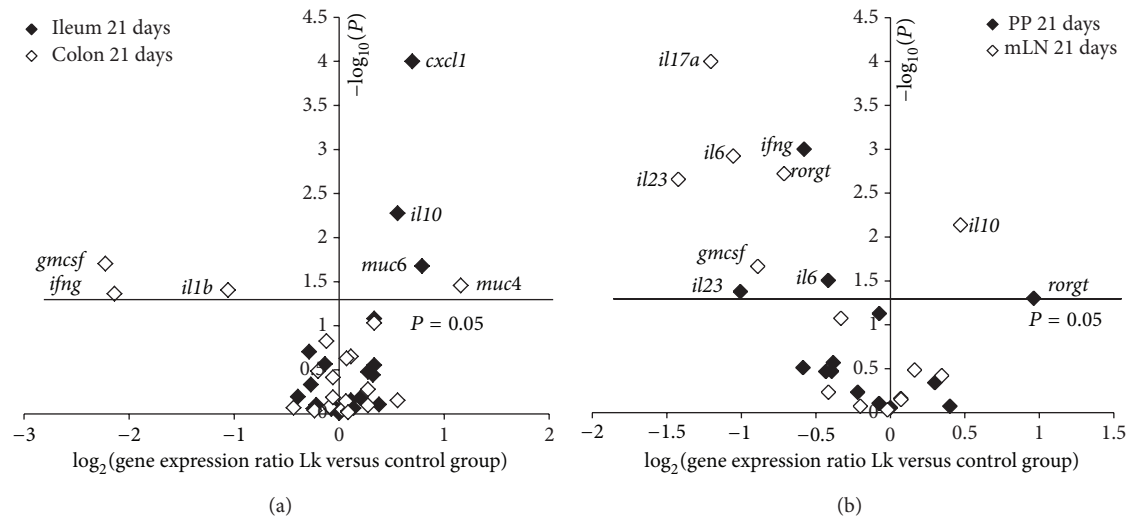 Ileum 21 days
Colon 21 days
−log10(P)
4.5
4
3.5
3
2.5
2
1.5
1
0.5
0
cxcl1
il10
muc6
muc4
gmcsf
ifng
il1b
P = 0.05
−3
−2
−1
0
1
2
log2(gene expression ratio Lk versus control group)
(a)
PP 21 days
mLN 21 days
−log10(P)
4.5
4
3.5
3
2.5
2
1.5
1
0.5
0
il17a
il6
ifng
rorgt
il23
il10
gmcsf
il6
il23
rorgt
P = 0.05
−2
−1.5
−1
−0.5
0
0.5
1
1.5
log2(gene expression ratio Lk versus control group)
(b)